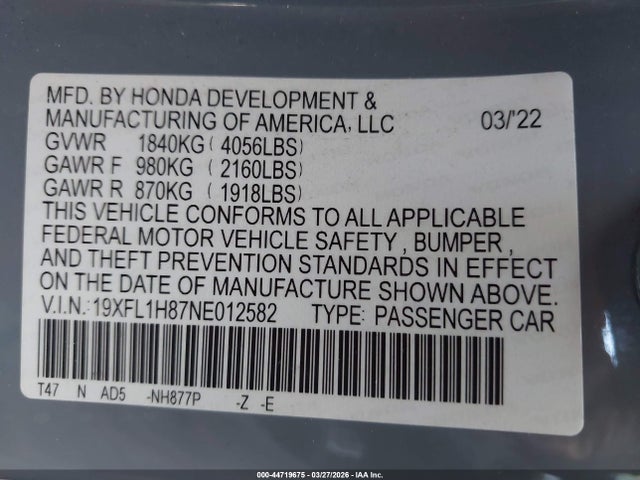 MFD. BY HONDA DEVELOPMENT &
MANUFACTURING OF AMERICA, LLC 03/'22
GVWR 1840KG ( 4056LBS)
GAWR F 980KG ( 2160LBS)
GAWR R 870KG ( 1918LBS)
THIS VEHICLE CONFORMS TO ALL APPLICABLE
FEDERAL MOTOR VEHICLE SAFETY , BUMPER ,
AND THEFT PREVENTION STANDARDS IN EFFECT
ON THE DATE OF MANUFACTURE SHOWN ABOVE.
V.I.N.:19XFL1H87NE012582 TYPE: PASSENGER CAR
T47 N AD5 -NH877P -Z -E
000-44719675 - 03/27/2026 - IAA Inc.